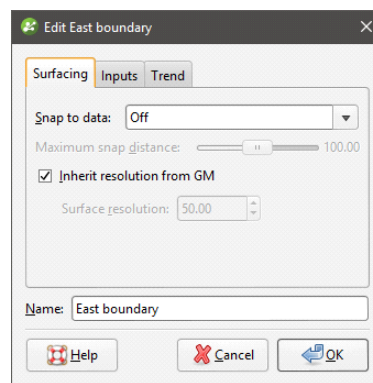 Edit East boundary
Surfacing Inputs Trend
Snap to data: Off
Maximum snap distance: 100.00
Inherit resolution from GM
Surface resolution: 50.00
Name: East boundary
Help Cancel OK